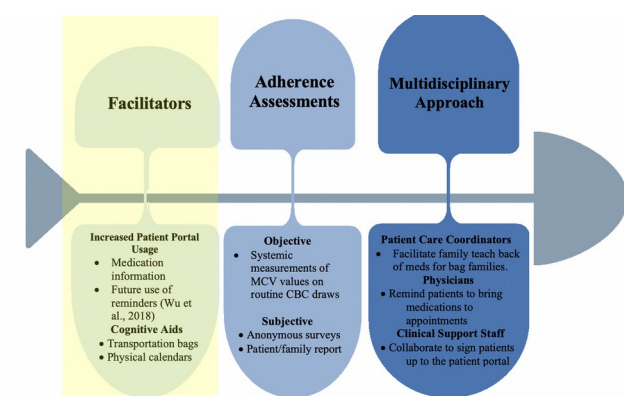 Facilitators
Increased Patient Portal
Usage
• Medication
information
• Future use of
reminders (Wu et
al., 2018)
Cognitive Aids
• Transportation bags
• Physical calendars
Adherence
Assessments
Objective
• Systemic
measurements of
MCV values on
routine CBC draws
Subjective
• Anonymous surveys
• Patient/family report
Multidisciplinary
Approach
Patient Care Coordinators
• Facilitate family teach back
of meds for bag families.
Physicians
• Remind patients to bring
medications to
appointments
Clinical Support Staff
• Collaborate to sign patients
up to the patient portal